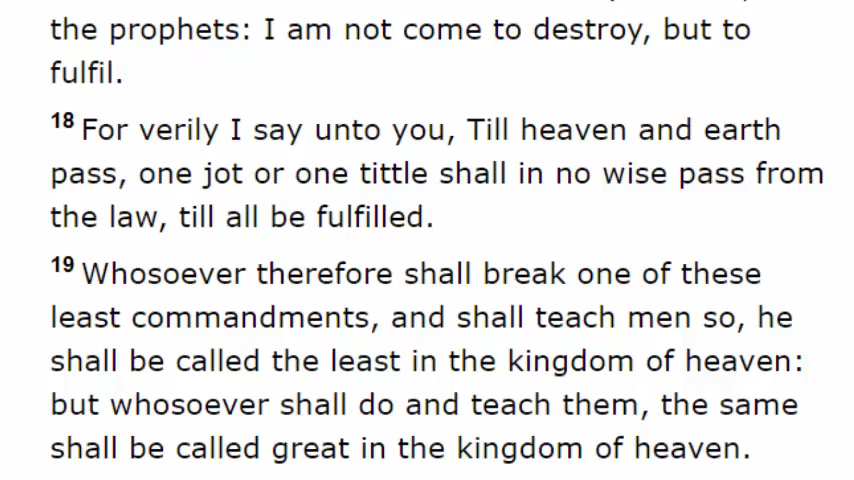 the prophets: I am not come to destroy, but to
fulfil.
18 For verily I say unto you, Till heaven and earth
pass, one jot or one tittle shall in no wise pass from
the law, till all be fulfilled.
19 Whosoever therefore shall break one of these
least commandments, and shall teach men so, he
shall be called the least in the kingdom of heaven:
but whosoever shall do and teach them, the same
shall be called great in the kingdom of heaven.